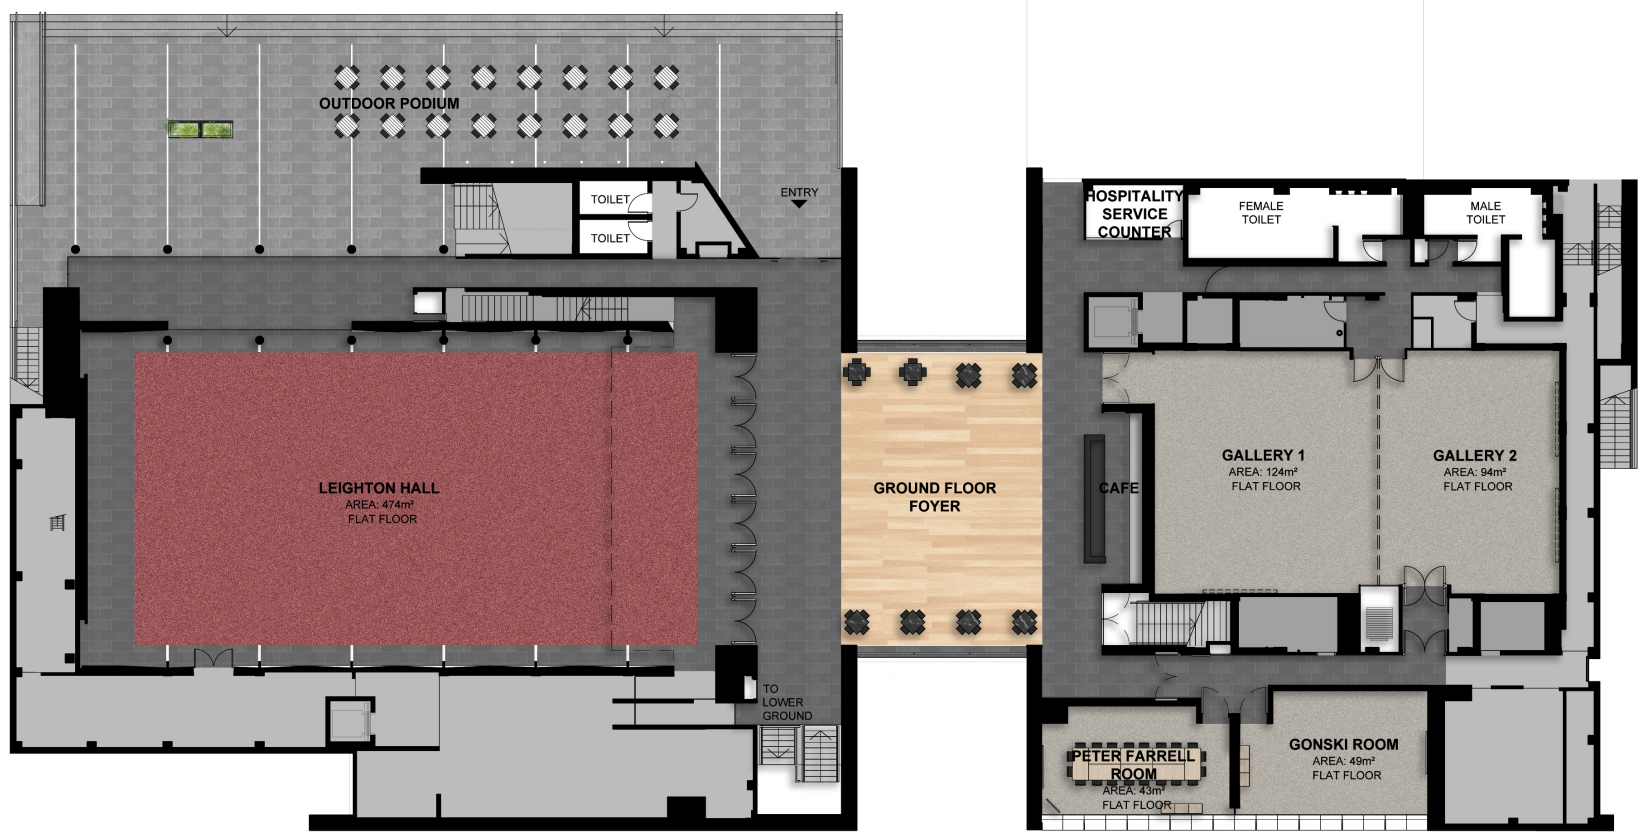 OUTDOOR PODIUM
TOILET
TOILET
ENTRY
HOSPITALITY
SERVICE
COUNTER
FEMALE
TOILET
MALE
TOILET
LEIGHTON HALL
AREA: 474m²
FLAT FLOOR
GROUND FLOOR
FOYER
CAFE
GALLERY 1
AREA: 124m²
FLAT FLOOR
GALLERY 2
AREA: 94m²
FLAT FLOOR
TO
LOWER
GROUND
PETER FARRELL
ROOM
AREA: 43m²
FLAT FLOOR
GONSKI ROOM
AREA: 49m²
FLAT FLOOR